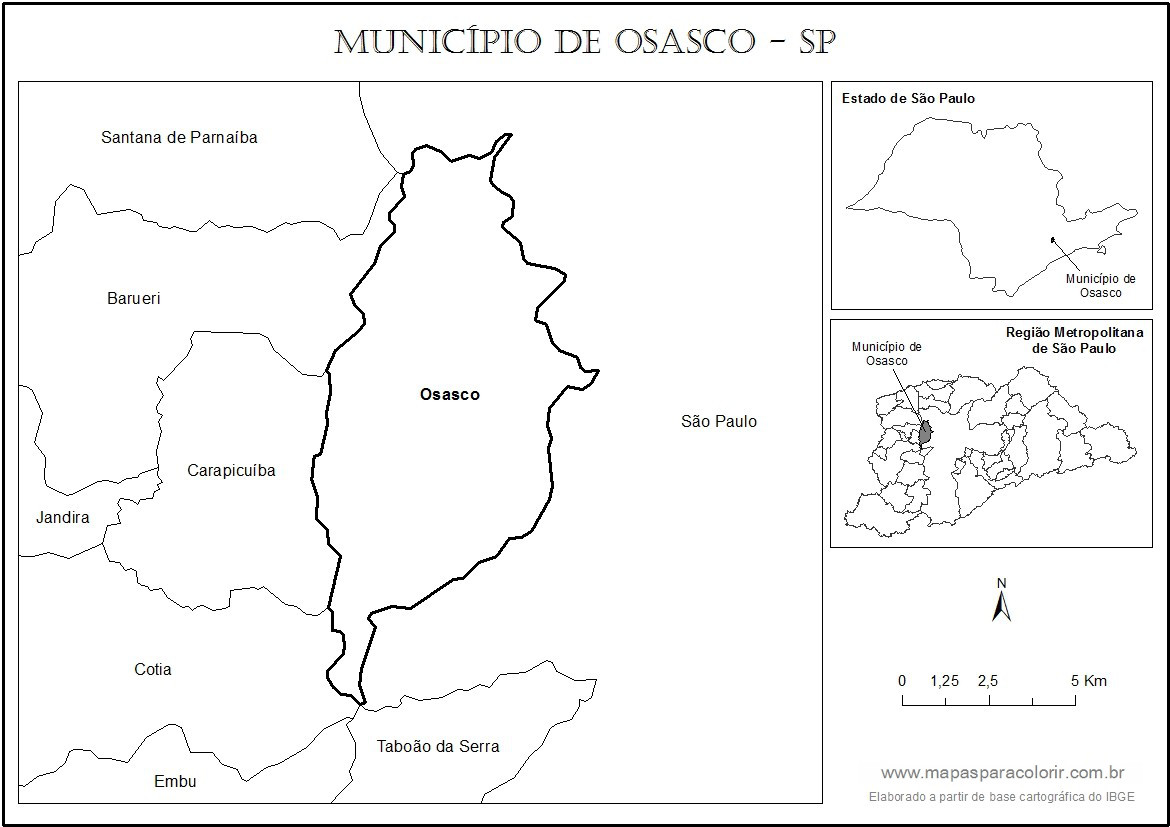 MUNICÍPIO DE OSASCO - SP
Santana de Parnaíba
Barueri
Osasco
São Paulo
Carapicuíba
Jandira
Cotia
Taboão da Serra
Embu
Estado de São Paulo
Município de
Osasco
Região Metropolitana
de São Paulo
Município de
Osasco
N
0 1,25 2,5 5 Km
www.mapasparacolorir.com.br
Elaborado a partir de base cartográfica do IBGE